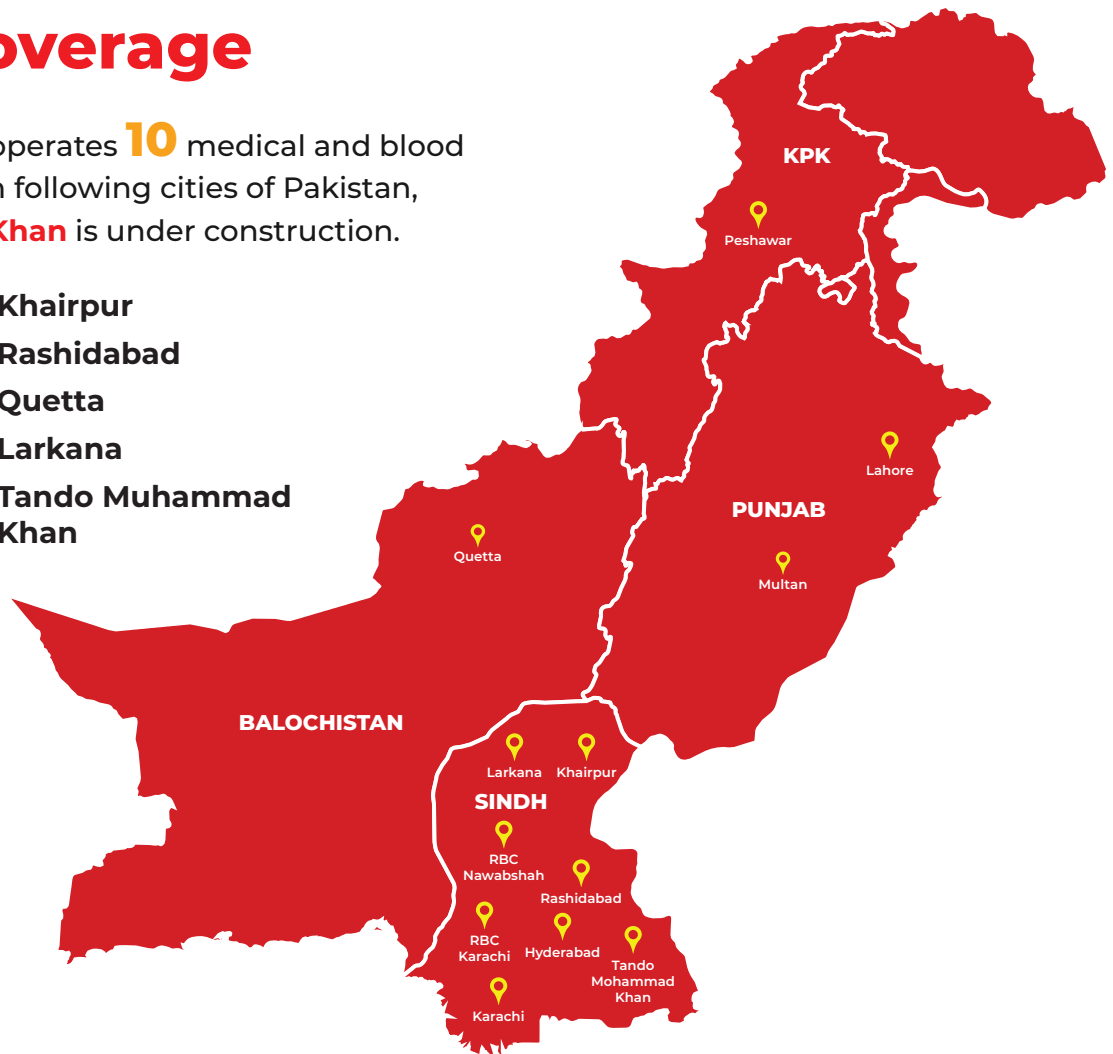 overage
operates 10 medical and blood
following cities of Pakistan,
Khan is under construction.
Khairpur
Rashidabad
Quetta
Larkana
Tando Muhammad
Khan
KPK
Peshawar
Lahore
PUNJAB
Multan
Quetta
BALOCHISTAN
Larkana Khairpur
SINDH
RBC
Nawabshah
Rashidabad
RBC
Karachi
Hyderabad
Tando
Mohammad
Khan
Karachi